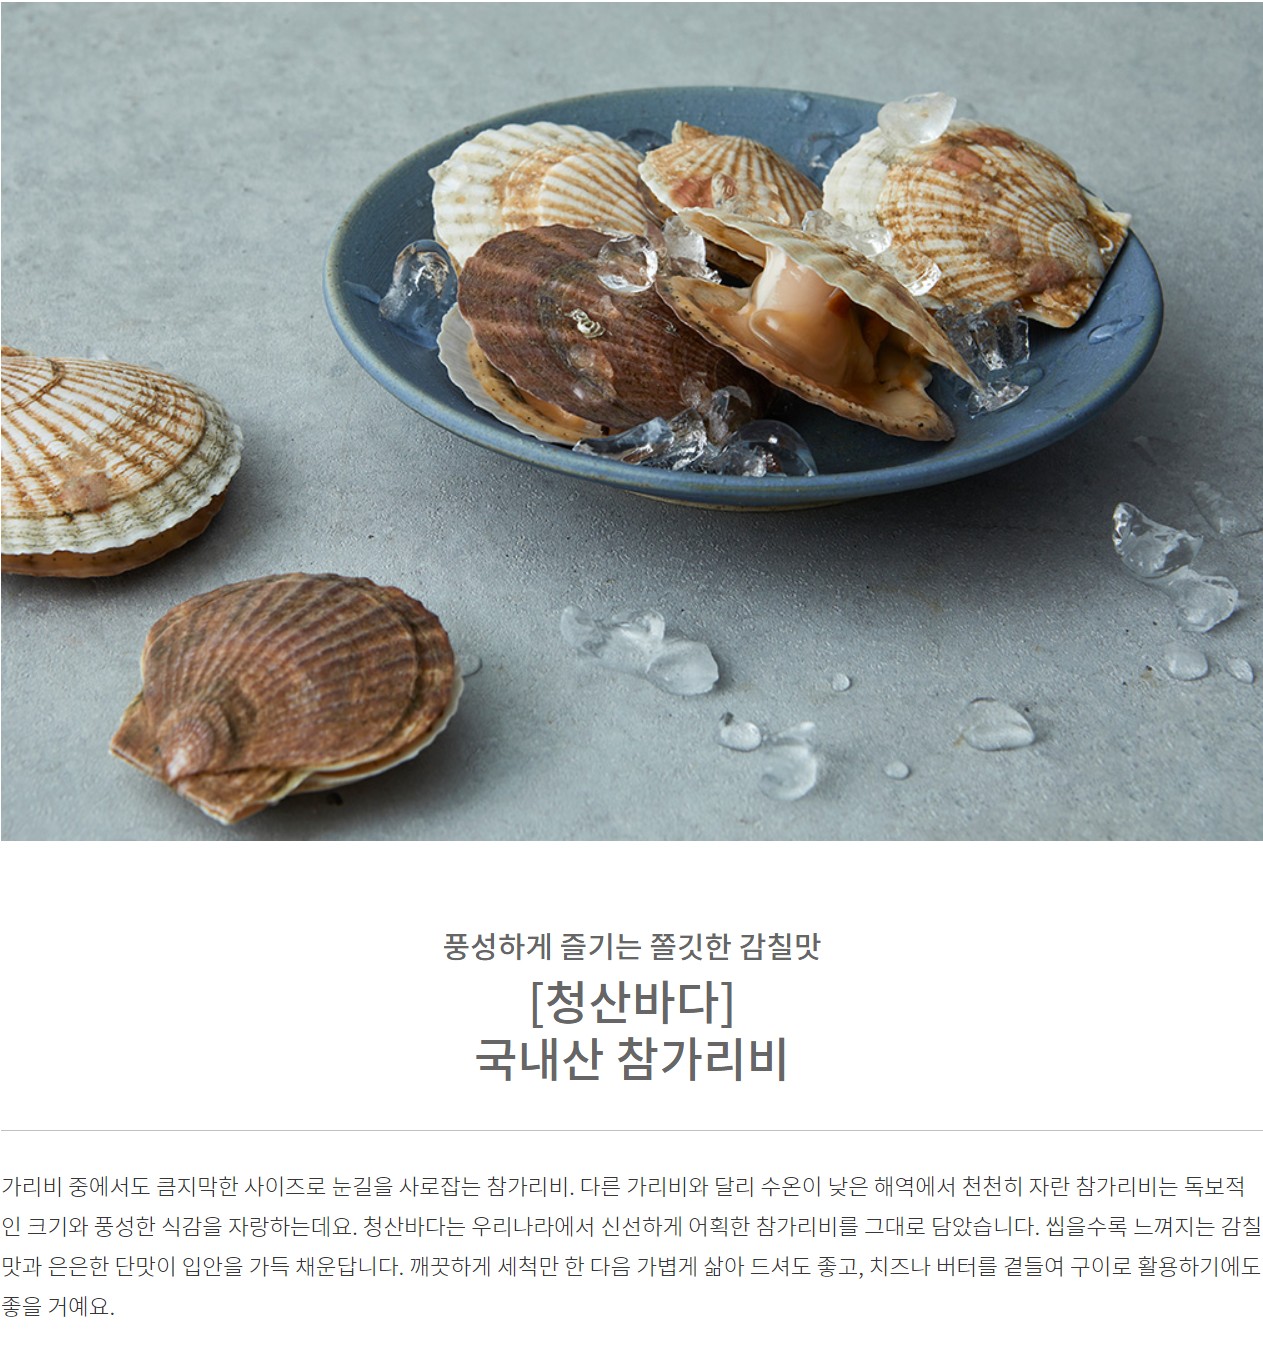 풍성하게 즐기는 쫄깃한 감칠맛
[청산바다]
국내산 참가리비
가리비 중에서도 큼지막한 사이즈로 눈길을 사로잡는 참가리비. 다른 가리비와 달리 수온이 낮은 해역에서 천천히 자란 참가리비는 독보적
인 크기와 풍성한 식감을 자랑하는데요. 청산바다는 우리나라에서 신선하게 어획한 참가리비를 그대로 담았습니다. 씹을수록 느껴지는 감칠
맛과 은은한 단맛이 입안을 가득 채운답니다. 깨끗하게 세척만 한 다음 가볍게 삶아 드셔도 좋고, 치즈나 버터를 곁들여 구이로 활용하기에도
좋을 거예요.